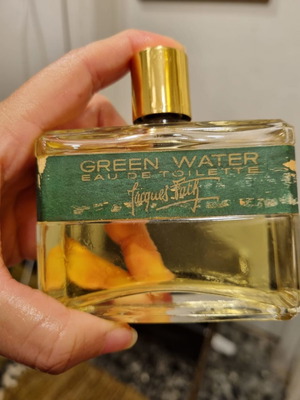 GREEN WATER
EAU DE TOILETTE
Jacques Fath